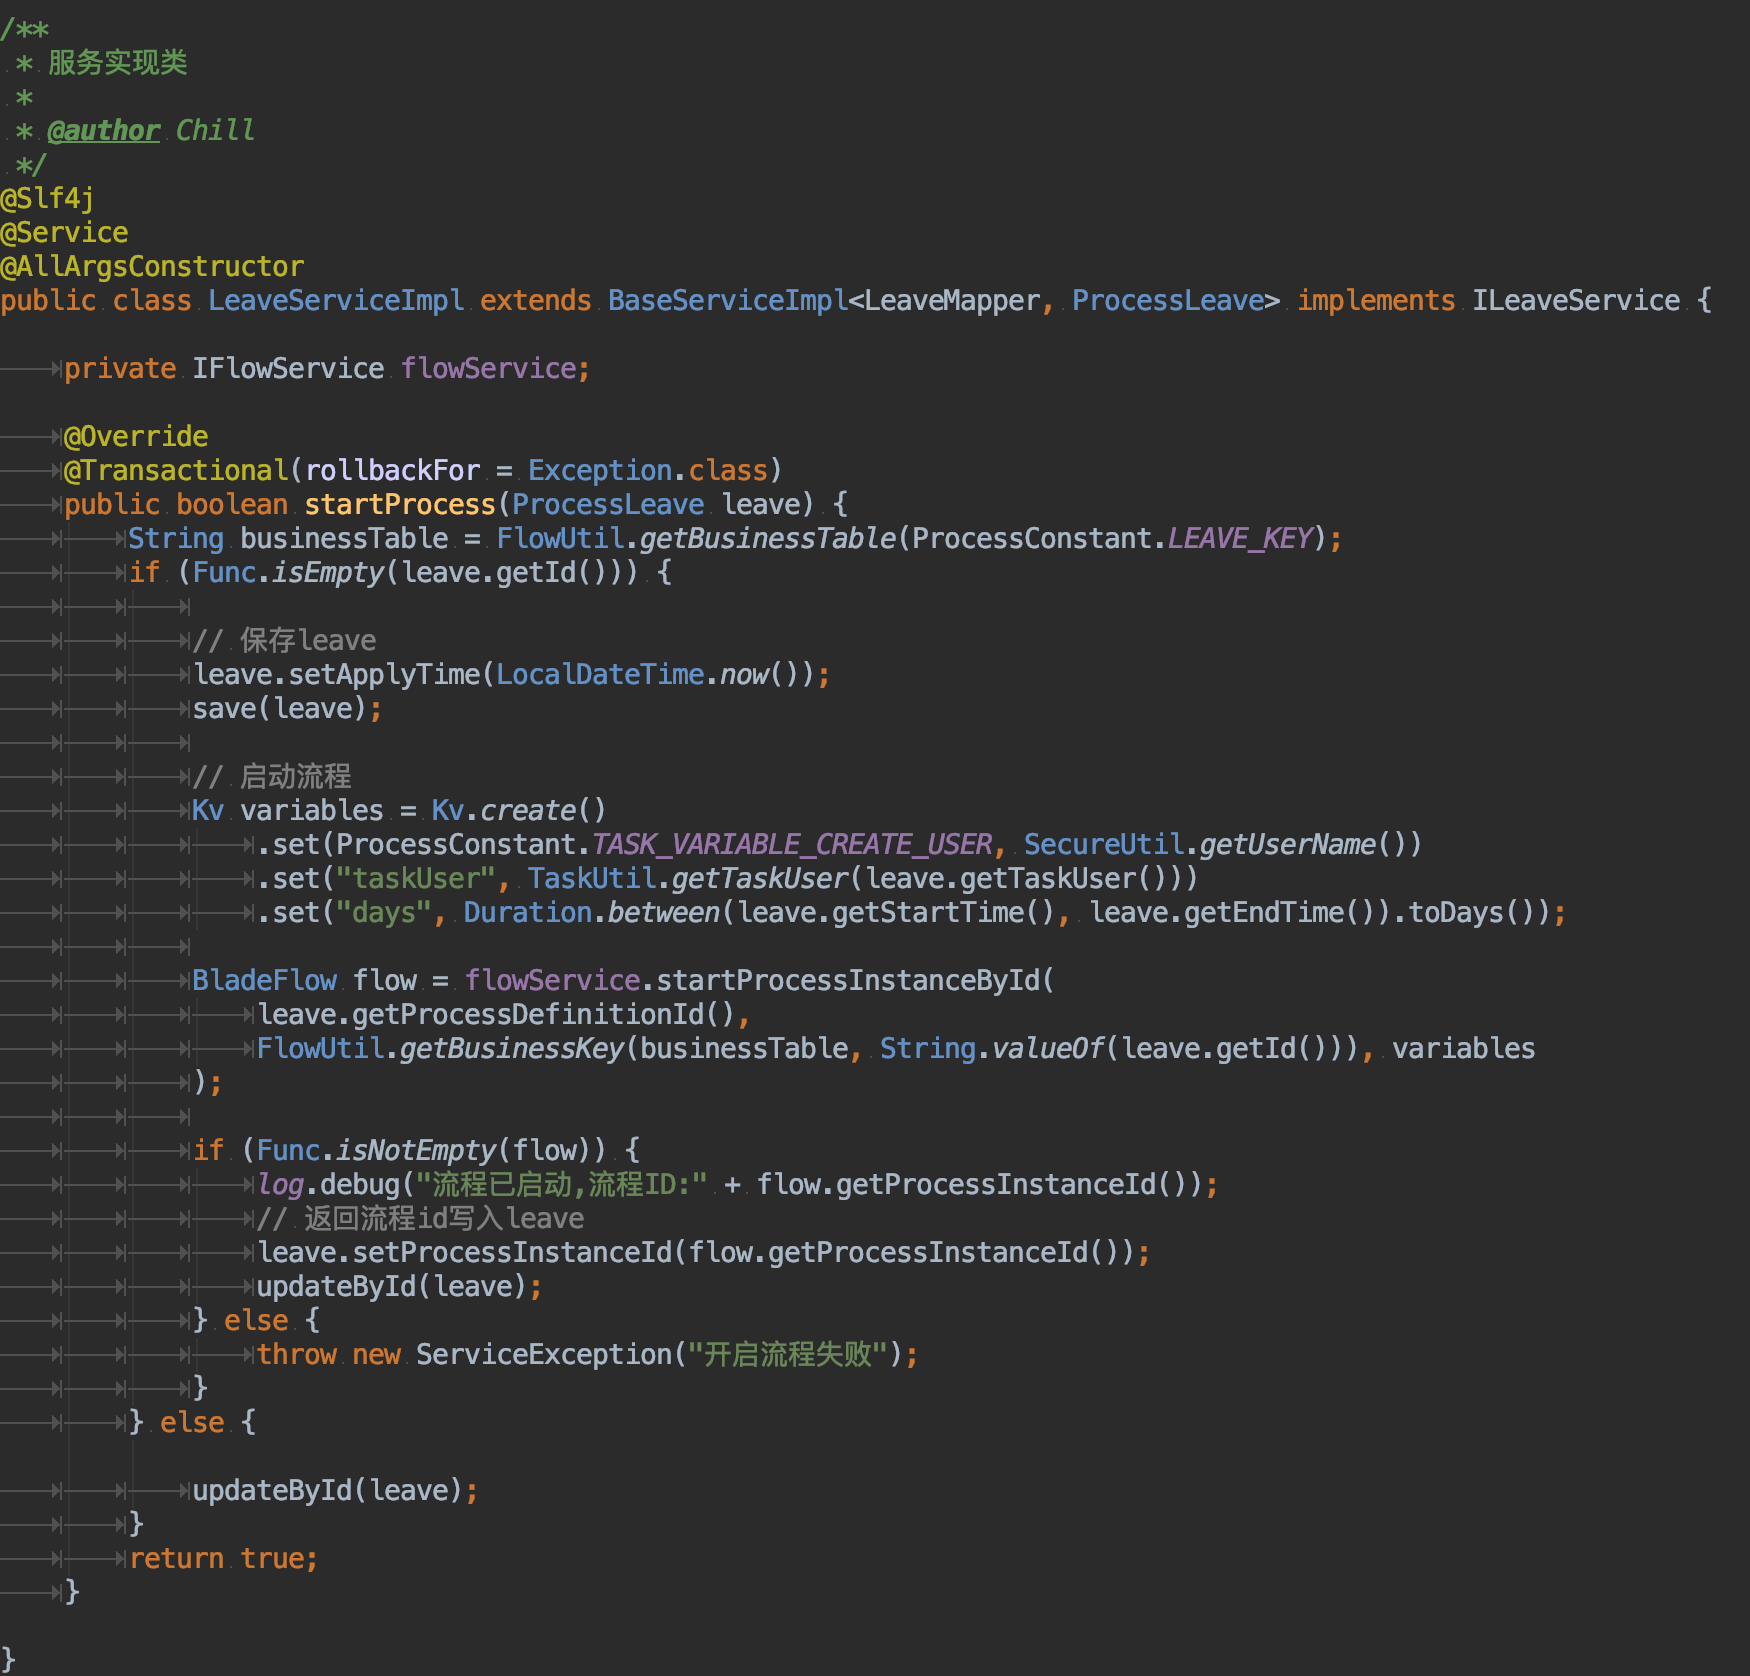 /**
 * 服务实现类
 *
 * @author Chill
 */
@Slf4j
@Service
@AllArgsConstructor
public class LeaveServiceImpl extends BaseServiceImpl<LeaveMapper, ProcessLeave> implements ILeaveService {

    private IFlowService flowService;

    @Override
    @Transactional(rollbackFor = Exception.class)
    public boolean startProcess(ProcessLeave leave) {
        String businessTable = FlowUtil.getBusinessTable(ProcessConstant.LEAVE_KEY);
        if (Func.isEmpty(leave.getId())) {

            // 保存leave
            leave.setApplyTime(LocalDateTime.now());
            save(leave);

            // 启动流程
            Kv variables = Kv.create()
                .set(ProcessConstant.TASK_VARIABLE_CREATE_USER, SecureUtil.getUserName())
                .set("taskUser", TaskUtil.getTaskUser(leave.getTaskUser()))
                .set("days", Duration.between(leave.getStartTime(), leave.getEndTime()).toDays());

            BladeFlow flow = flowService.startProcessInstanceById(
                leave.getProcessDefinitionId(),
                FlowUtil.getBusinessKey(businessTable, String.valueOf(leave.getId())), variables
            );

            if (Func.isNotEmpty(flow)) {
                log.debug("流程已启动,流程ID:" + flow.getProcessInstanceId());
                // 返回流程id写入leave
                leave.setProcessInstanceId(flow.getProcessInstanceId());
                updateById(leave);
            } else {
                throw new ServiceException("开启流程失败");
            }
        } else {

            updateById(leave);
        }
        return true;
    }

}